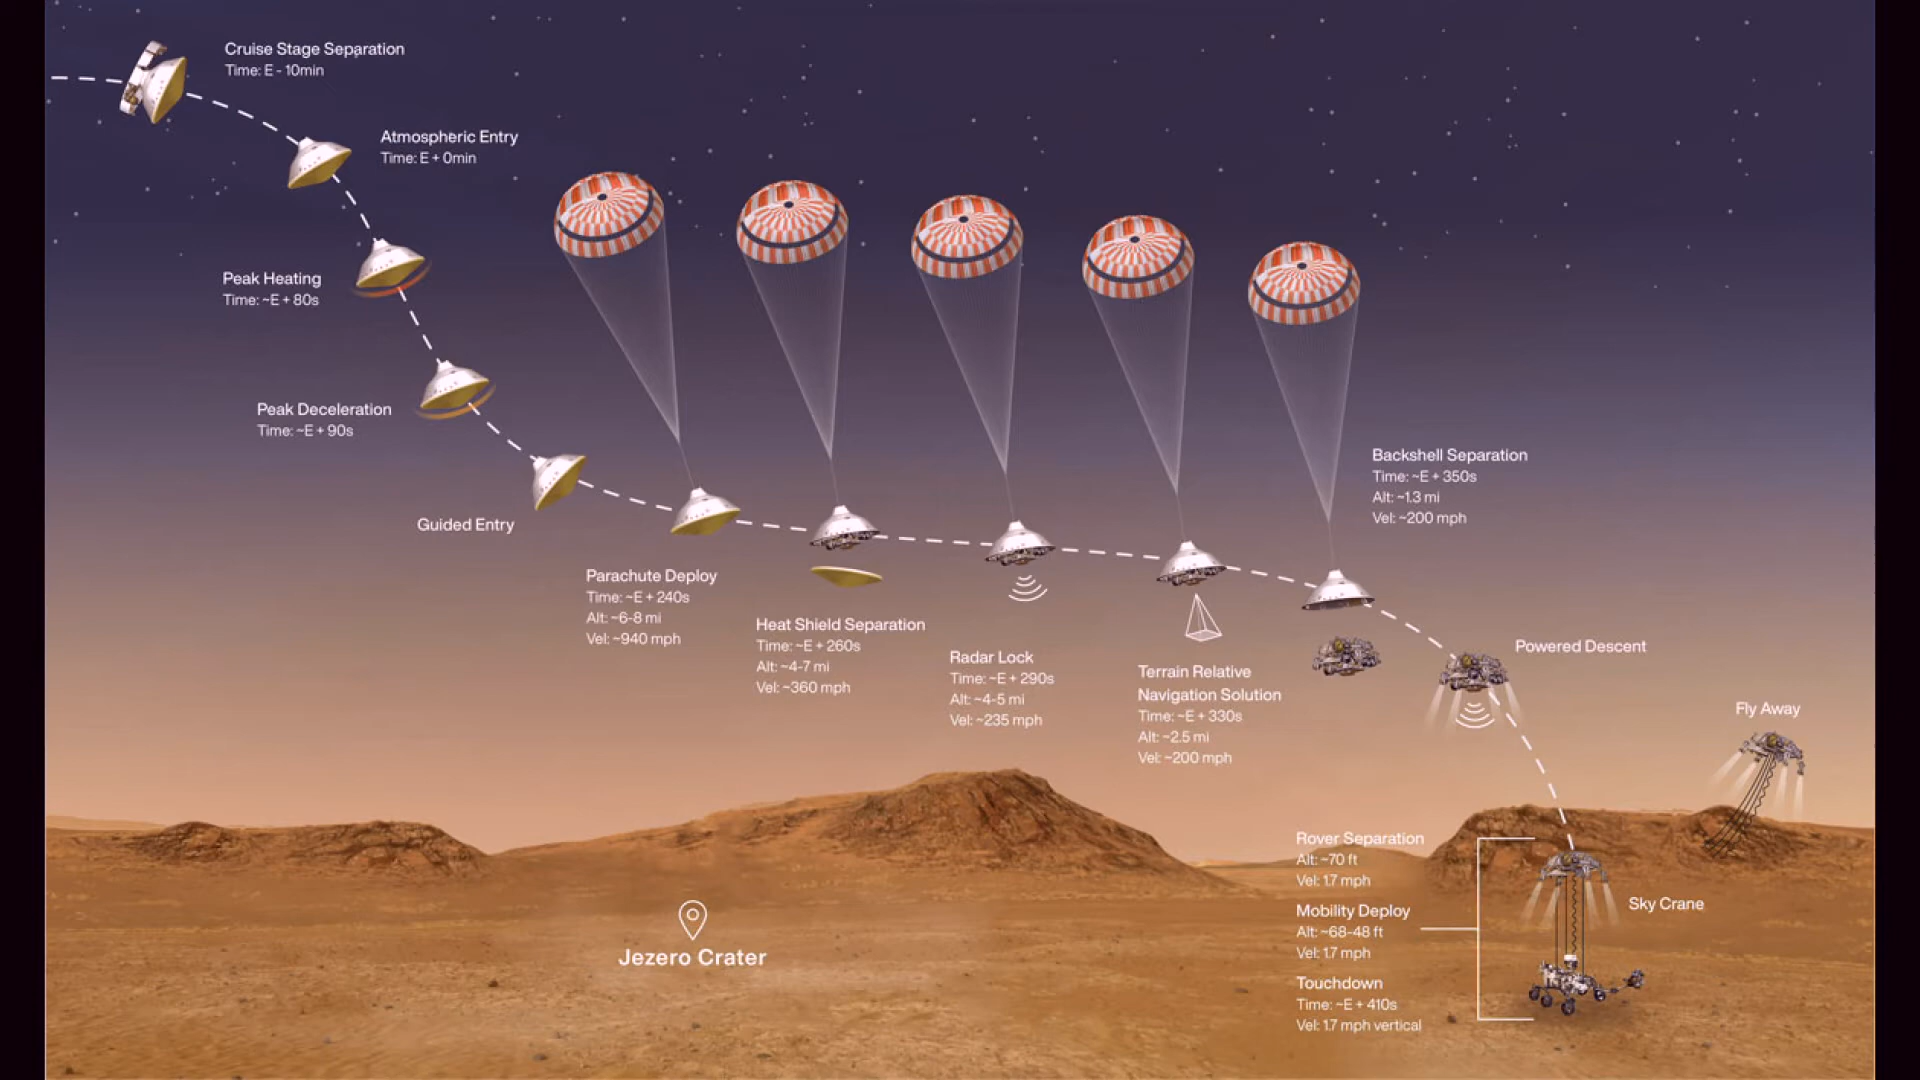 Cruise Stage Separation
Time: E - 10min
Atmospheric Entry
Time: E + 0min
Peak Heating
Time: ~E + 80s
Peak Deceleration
Time: ~E + 90s
Guided Entry
Parachute Deploy
Time: ~E + 240s
Alt: ~6-8 mi
Vel: ~940 mph
Heat Shield Separation
Time: ~E + 260s
Alt: ~4-7 mi
Vel: ~360 mph
Radar Lock
Time: ~E + 290s
Alt: ~4-5 mi
Vel: ~235 mph
Terrain Relative
Navigation Solution
Time: ~E + 330s
Alt: ~2.5 mi
Vel: ~200 mph
Backshell Separation
Time: ~E + 350s
Alt: ~1.3 mi
Vel: ~200 mph
Powered Descent
Fly Away
Rover Separation
Alt: ~70 ft
Vel: 1.7 mph
Mobility Deploy
Alt: ~68-48 ft
Vel: 1.7 mph
Touchdown
Time: ~E + 410s
Vel: 1.7 mph vertical
Sky Crane
Jezero Crater